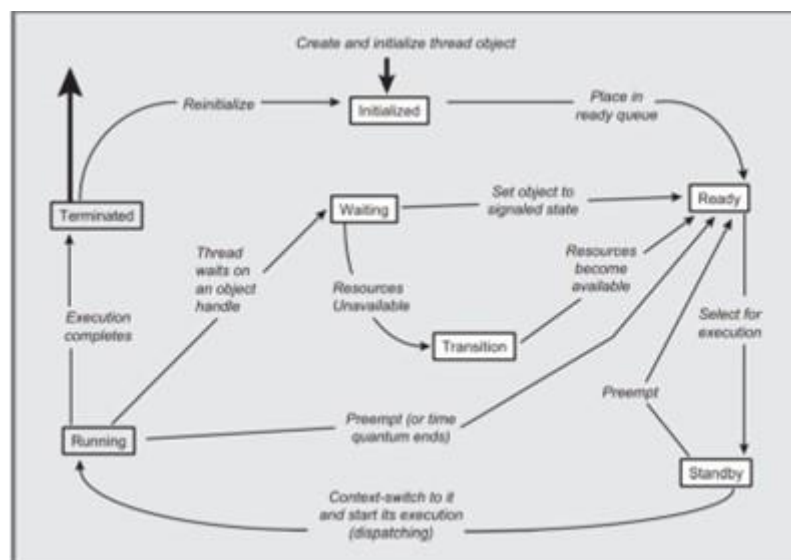 Create and initialize thread object
Reinitialize
Initialized
Place in
ready queue
Terminated
Waiting
Set object to
signaled state
Ready
Thread
waits on
an object
handle
Resources
Unavailable
Resources
become
available
Execution
completes
Transition
Select for
execution
Preempt
Running
Preempt (or time
quantum ends)
Standby
Context-switch to it
and start its execution
(dispatching)